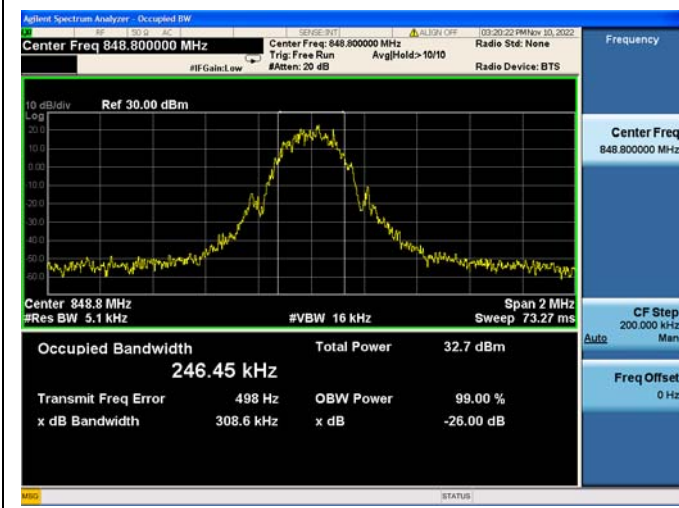 Agilent Spectrum Analyzer - Occupied BW
RF 50 Ω AC SENSE:INT ALIGN OFF 03:20:22 PM Nov 10, 2022
Center Freq 848.800000 MHz
Center Freq: 848.800000 MHz Radio Std: None
Trig: Free Run Avg|Hold:>10/10
#IFGain:Low #Atten: 20 dB Radio Device: BTS
10 dB/div Ref 30.00 dBm
Log
20.0
10.0
0.00
-10.0
-20.0
-30.0
-40.0
-50.0
-60.0
Center 848.8 MHz Span 2 MHz
#Res BW 5.1 kHz #VBW 16 kHz Sweep 73.27 ms
Occupied Bandwidth Total Power 32.7 dBm
246.45 kHz
Transmit Freq Error 498 Hz OBW Power 99.00 %
x dB Bandwidth 308.6 kHz x dB -26.00 dB
MSG STATUS
Frequency
Center Freq
848.800000 MHz
CF Step
200.000 kHz
Auto Man
Freq Offset
0 Hz